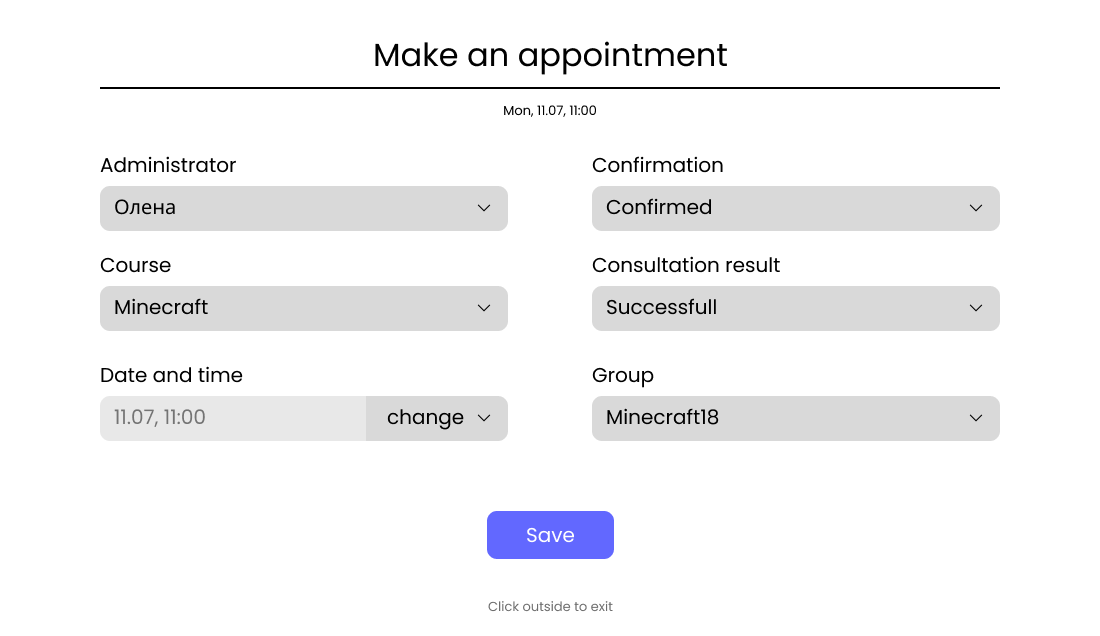 Make an appointment
Mon, 11.07, 11:00
Administrator
Олена
Confirmation
Confirmed
Course
Minecraft
Consultation result
Successfull
Date and time
11.07, 11:00 change
Group
Minecraft18
Save
Click outside to exit